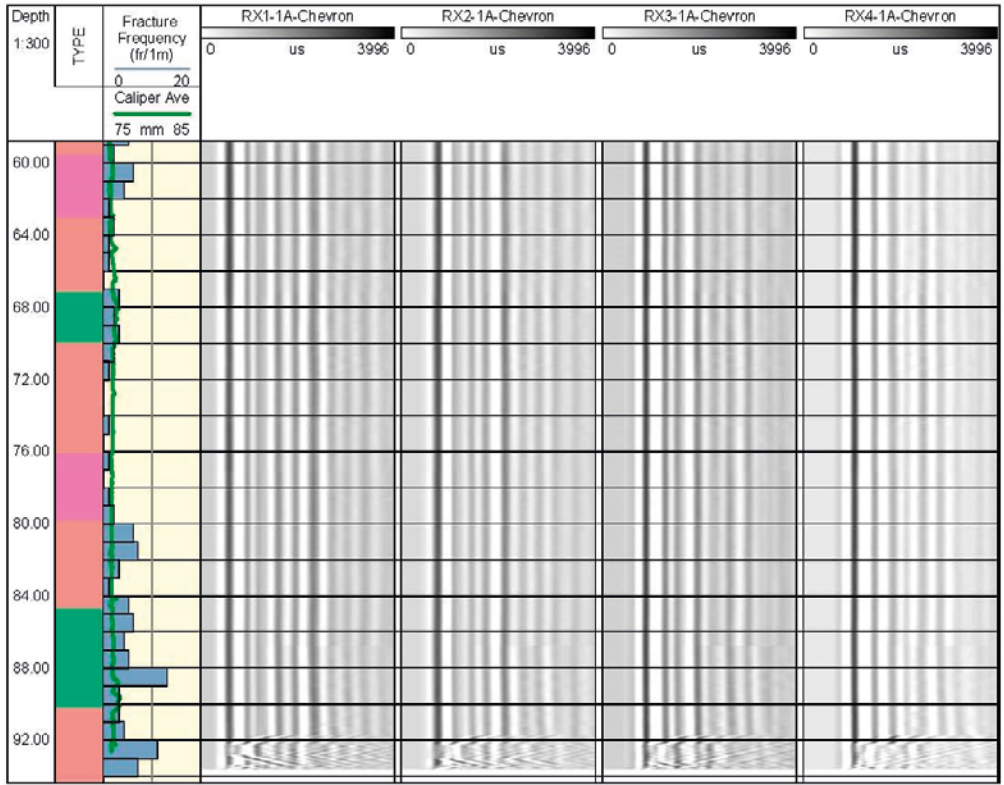 Depth
1:300
TYPE
Fracture
Frequency
(fr/1m)
0 20
Caliper Ave
75 mm 85
RX1-1A-Chevron
0 us 3996
RX2-1A-Chevron
0 us 3996
RX3-1A-Chevron
0 us 3996
RX4-1A-Chevron
0 us 3996
60.00
64.00
68.00
72.00
76.00
80.00
84.00
88.00
92.00